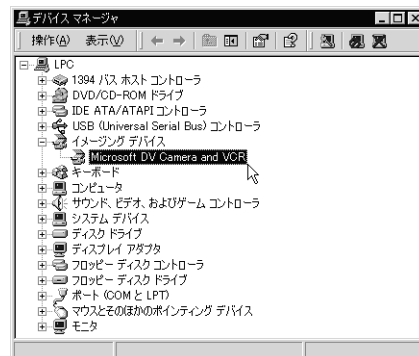 デバイス マネージャ
操作(A) 表示(V)
LPC
1394 バス ホスト コントローラ
DVD/CD-ROM ドライブ
IDE ATA/ATAPI コントローラ
USB (Universal Serial Bus) コントローラ
イメージング デバイス
Microsoft DV Camera and VCR
キーボード
コンピュータ
サウンド、ビデオ、およびゲーム コントローラ
システム デバイス
ディスク ドライブ
ディスプレイ アダプタ
フロッピー ディスク コントローラ
フロッピー ディスク ドライブ
ポート (COM と LPT)
マウスとそのほかのポインティング デバイス
モニタ